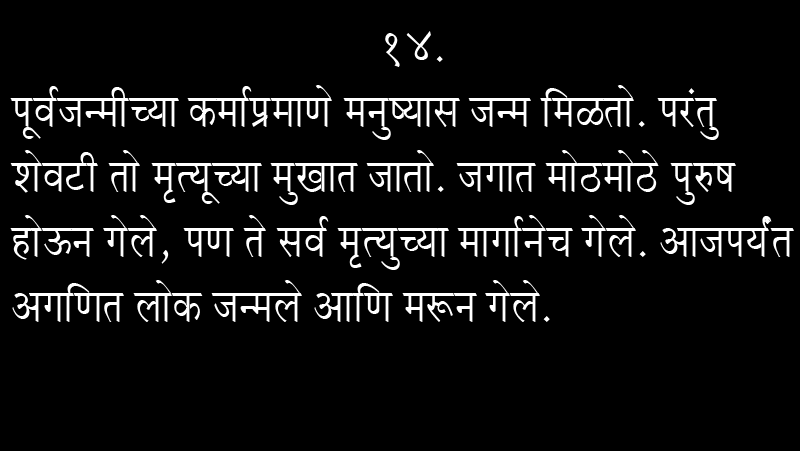 १४.
पूर्वजन्मीच्या कर्माप्रमाणे मनुष्यास जन्म मिळतो. परंतु
शेवटी तो मृत्यूच्या मुखात जातो. जगात मोठमोठे पुरुष
होऊन गेले, पण ते सर्व मृत्युच्या मार्गानेच गेले. आजपर्यंत
अगणित लोक जन्मले आणि मरून गेले.